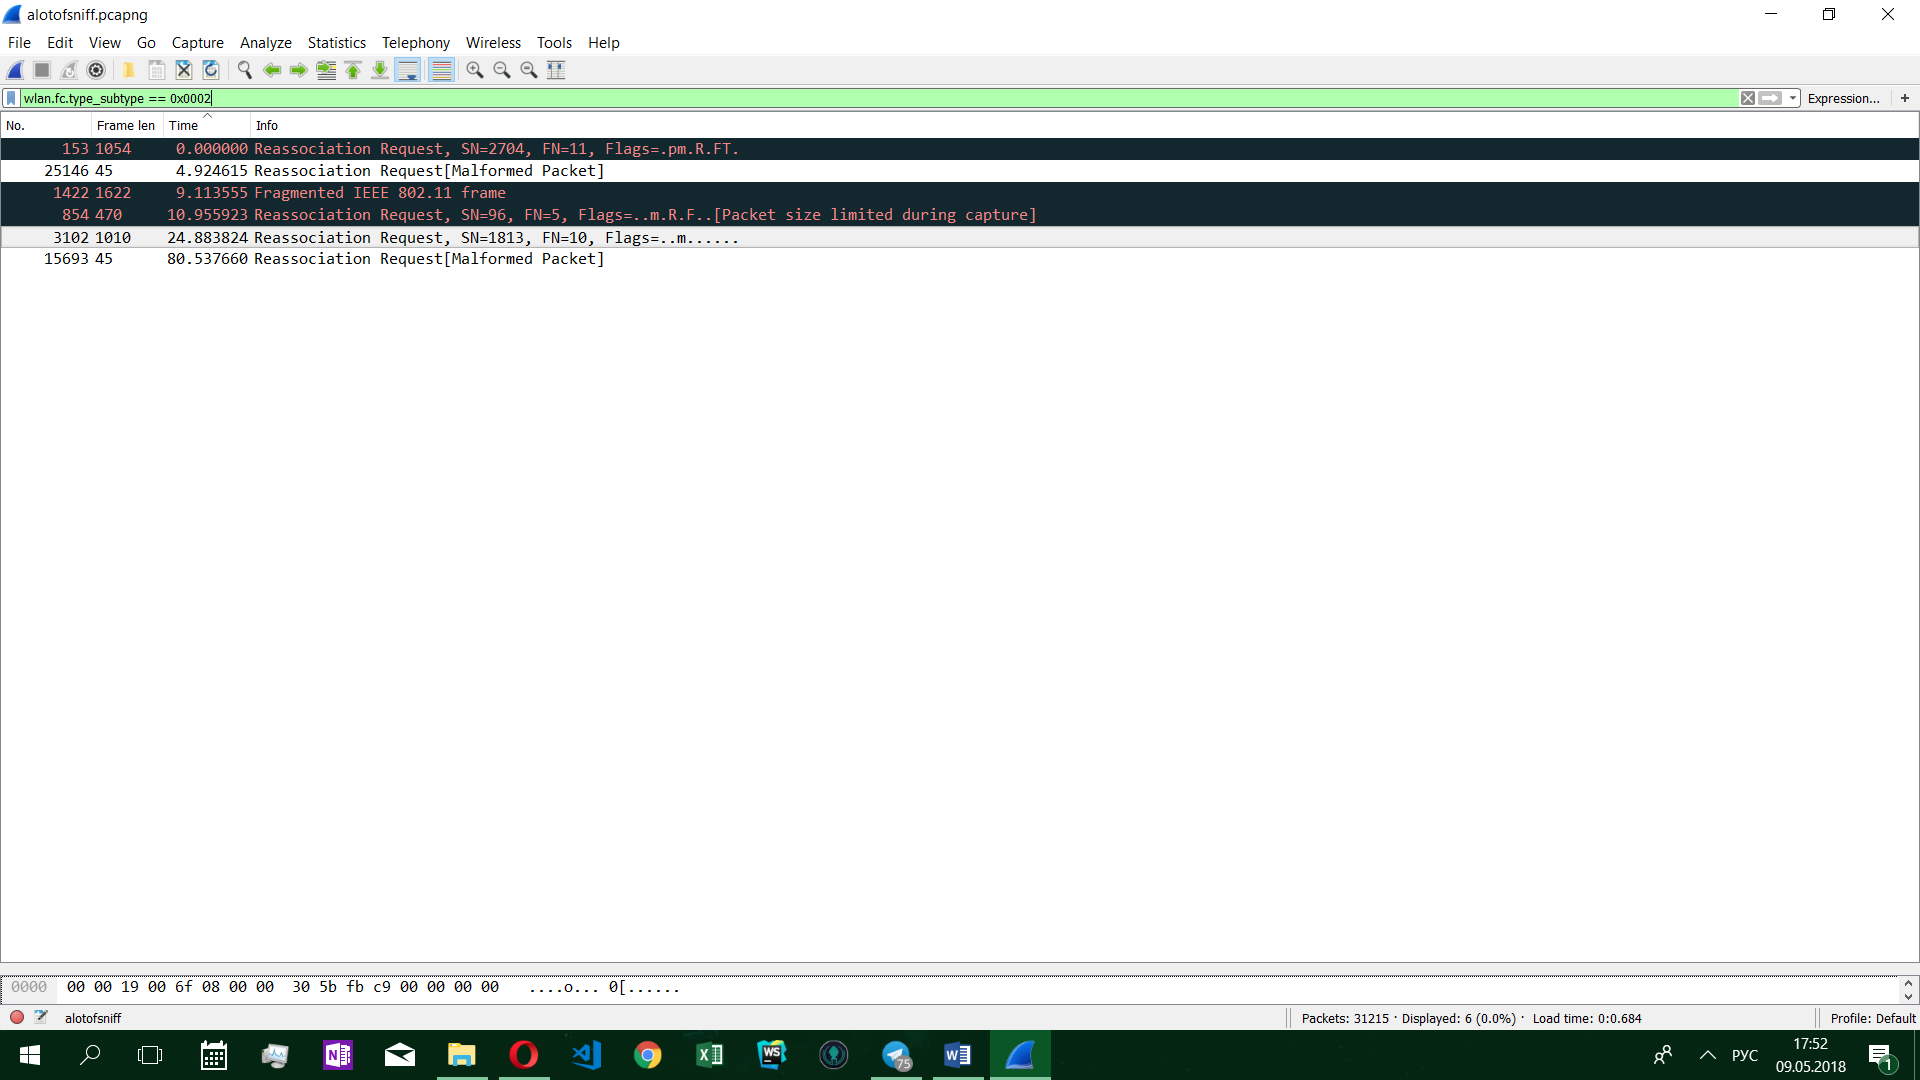 alotofsniff.pcapng
File Edit View Go Capture Analyze Statistics Telephony Wireless Tools Help
wlan.fc.type_subtype == 0x0002 Expression... +
No. Frame len Time Info
153 1054 0.000000 Reassociation Request, SN=2704, FN=11, Flags=.pm.R.FT.
25146 45 4.924615 Reassociation Request[Malformed Packet]
1422 1622 9.113555 Fragmented IEEE 802.11 frame
854 470 10.955923 Reassociation Request, SN=96, FN=5, Flags=..m.R.F..[Packet size limited during capture]
3102 1010 24.883824 Reassociation Request, SN=1813, FN=10, Flags=..m......
15693 45 80.537660 Reassociation Request[Malformed Packet]
0000 00 00 19 00 6f 08 00 00 30 5b fb c9 00 00 00 00 ....o... 0[......
alotofsniff Packets: 31215 · Displayed: 6 (0.0%) · Load time: 0:0.684 Profile: Default
N WS 75 РУС 17:52
09.05.2018 1